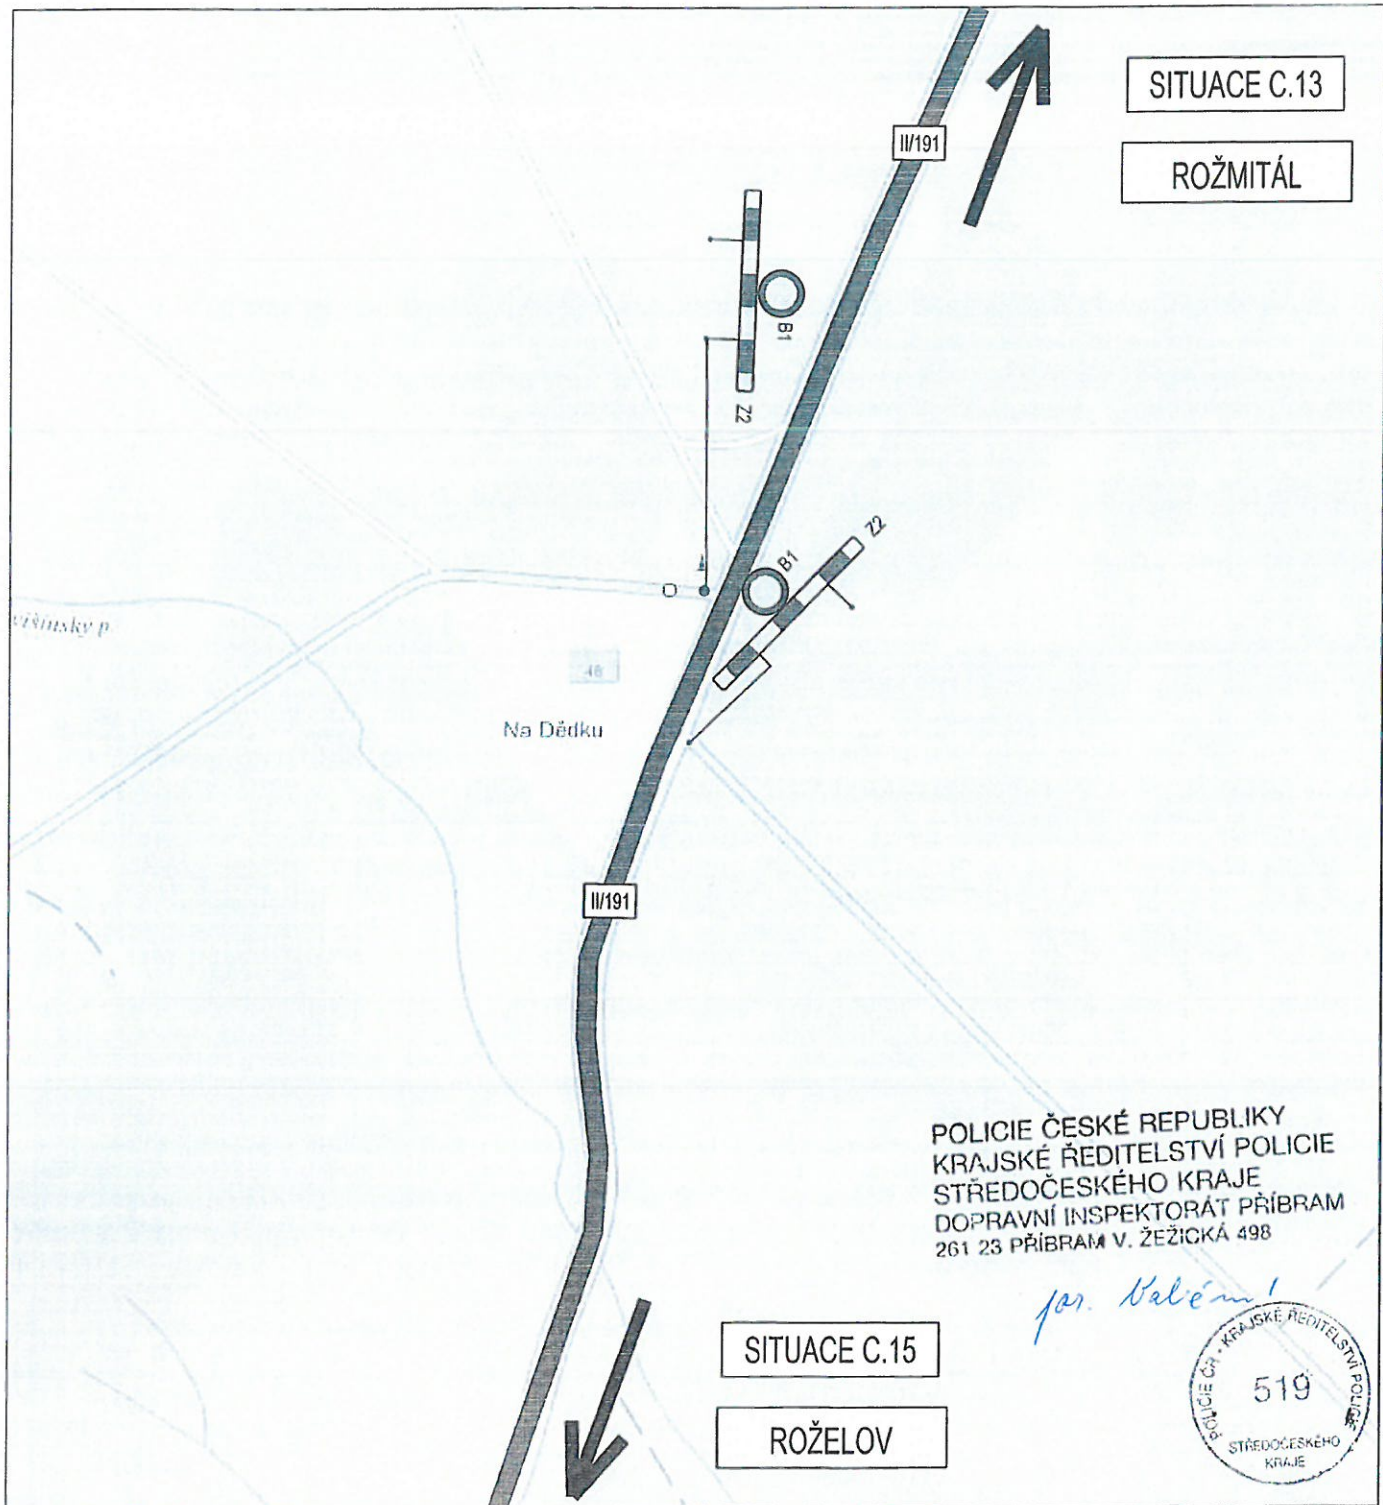 SITUACE C.13
II/191
ROŽMITÁL
B1
Z2
Z2
B1
48
Na Dědku
II/191
POLICIE ČESKÉ REPUBLIKY
KRAJSKÉ ŘEDITELSTVÍ POLICIE
STŘEDOČESKÉHO KRAJE
DOPRAVNÍ INSPEKTORÁT PŘÍBRAM
261 23 PŘÍBRAM V. ŽEŽICKÁ 498
SITUACE C.15
ROŽELOV
POLICIE ČR - KRAJSKÉ ŘEDITELSTVÍ POLICIE
519
STŘEDOČESKÉHO
KRAJE